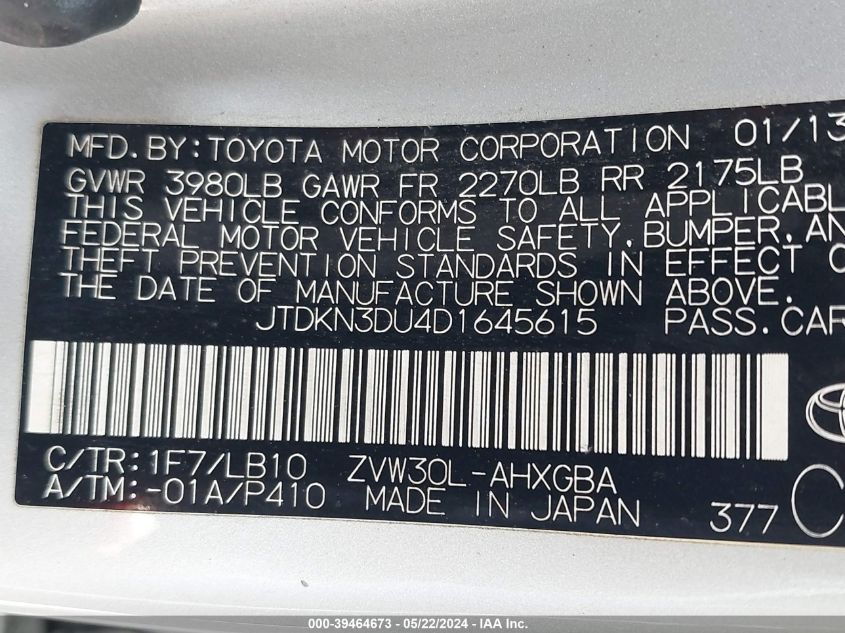 MFD. BY: TOYOTA MOTOR CORPORATION 01/13
GVWR 3980LB GAWR FR 2270LB RR 2175LB
THIS VEHICLE CONFORMS TO ALL APPLICABL
FEDERAL MOTOR VEHICLE SAFETY, BUMPER, AN
THEFT PREVENTION STANDARDS IN EFFECT O
THE DATE OF MANUFACTURE SHOWN ABOVE.
JTDKN3DU4D1645615 PASS. CAR
C/TR: 1F7/LB10 ZVW30L-AHXGBA
A/TM: -01A/P410 MADE IN JAPAN 377 C
000-39464673 - 05/22/2024 - IAA Inc.